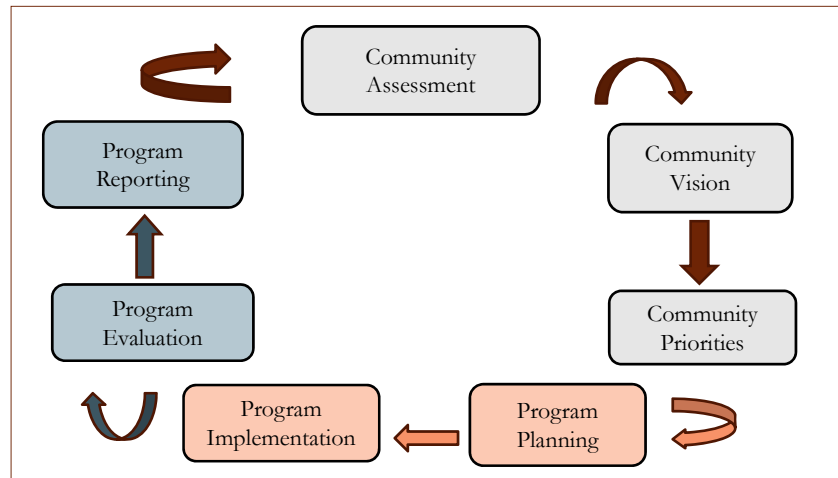 Community
Assessment
Community
Vision
Community
Priorities
Program
Planning
Program
Implementation
Program
Evaluation
Program
Reporting